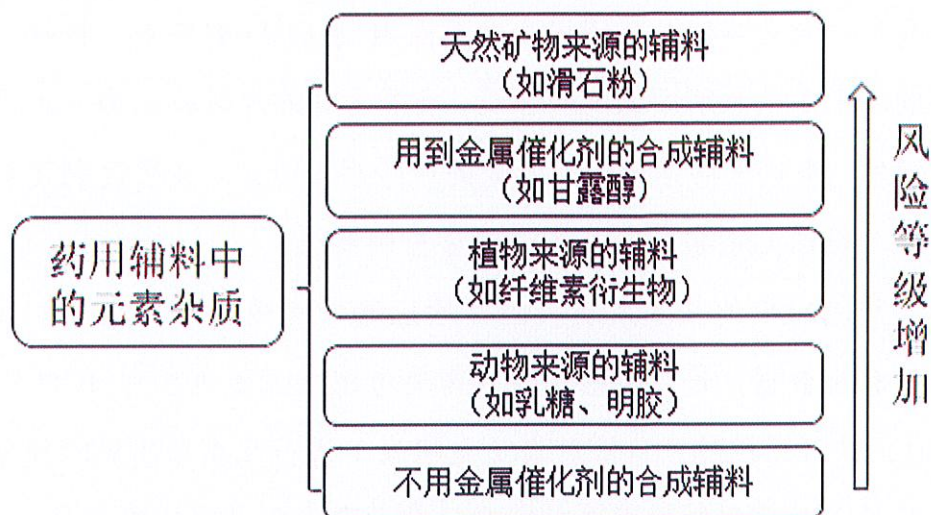 天然矿物来源的辅料
(如滑石粉)
用到金属催化剂的合成辅料
(如甘露醇)
药用辅料中
的元素杂质
植物来源的辅料
(如纤维素衍生物)
动物来源的辅料
(如乳糖、明胶)
不用金属催化剂的合成辅料
风险等级增加